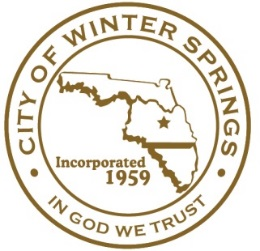 • CITY OF WINTER SPRINGS •
Incorporated
1959
IN GOD WE TRUST